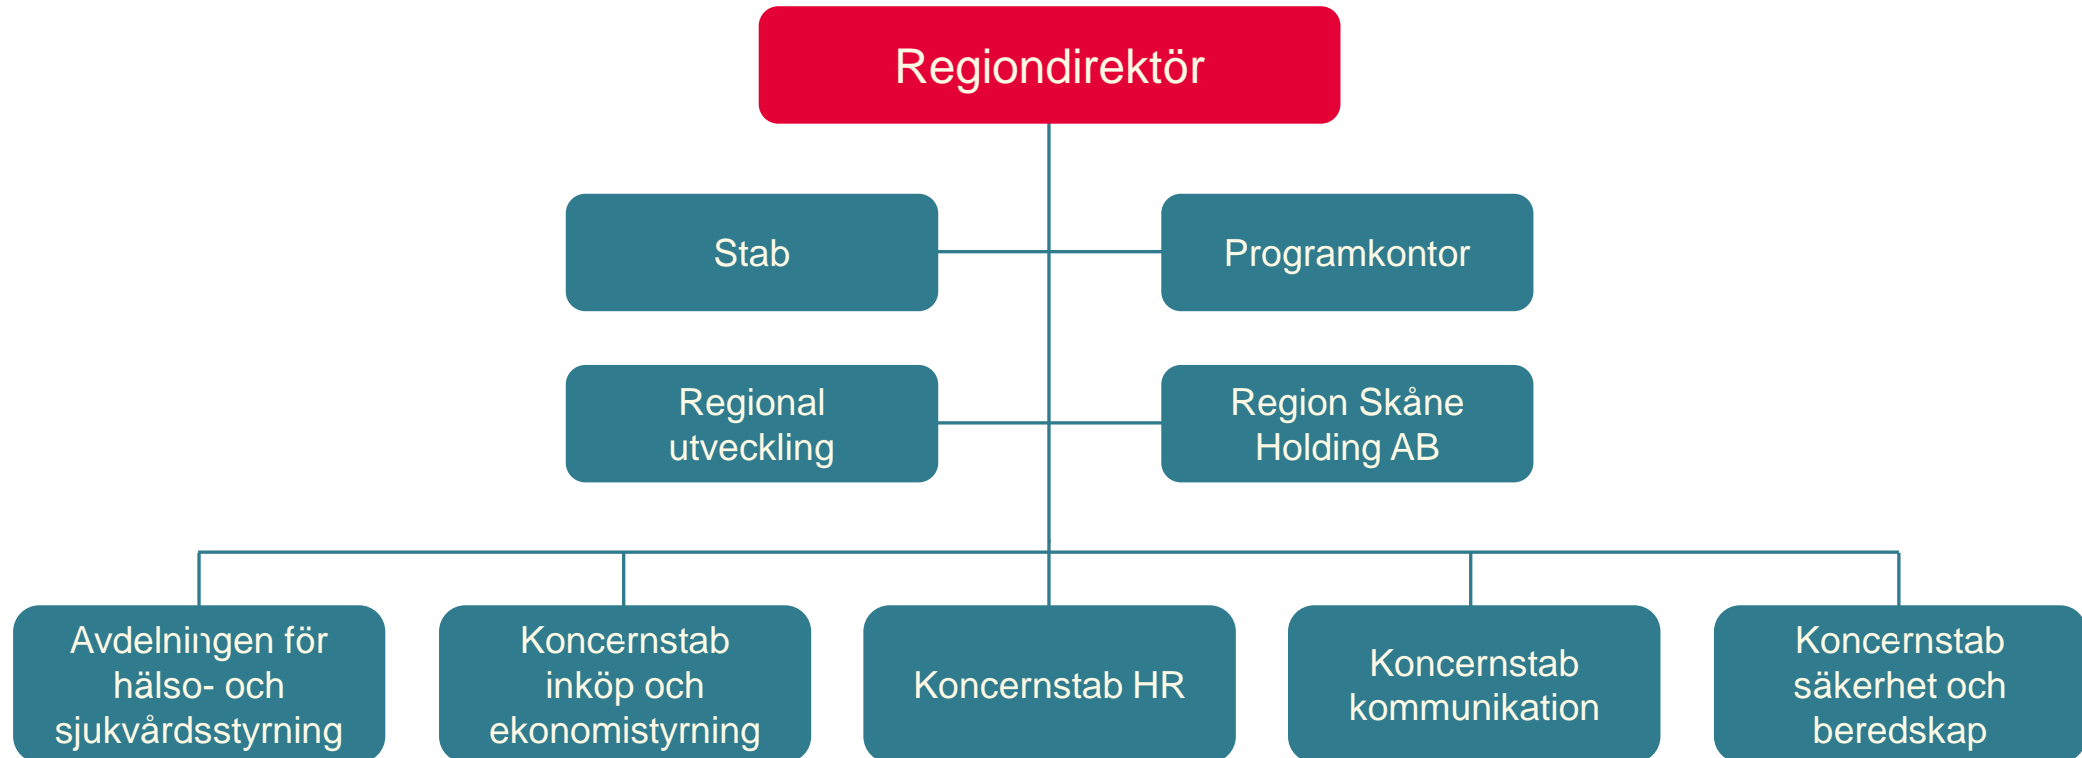 Regiondirektör
Stab
Programkontor
Regional
utveckling
Region Skåne
Holding AB
Avdelningen för
hälso- och
sjukvårdsstyrning
Koncernstab
inköp och
ekonomistyrning
Koncernstab HR
Koncernstab
kommunikation
Koncernstab
säkerhet och
beredskap